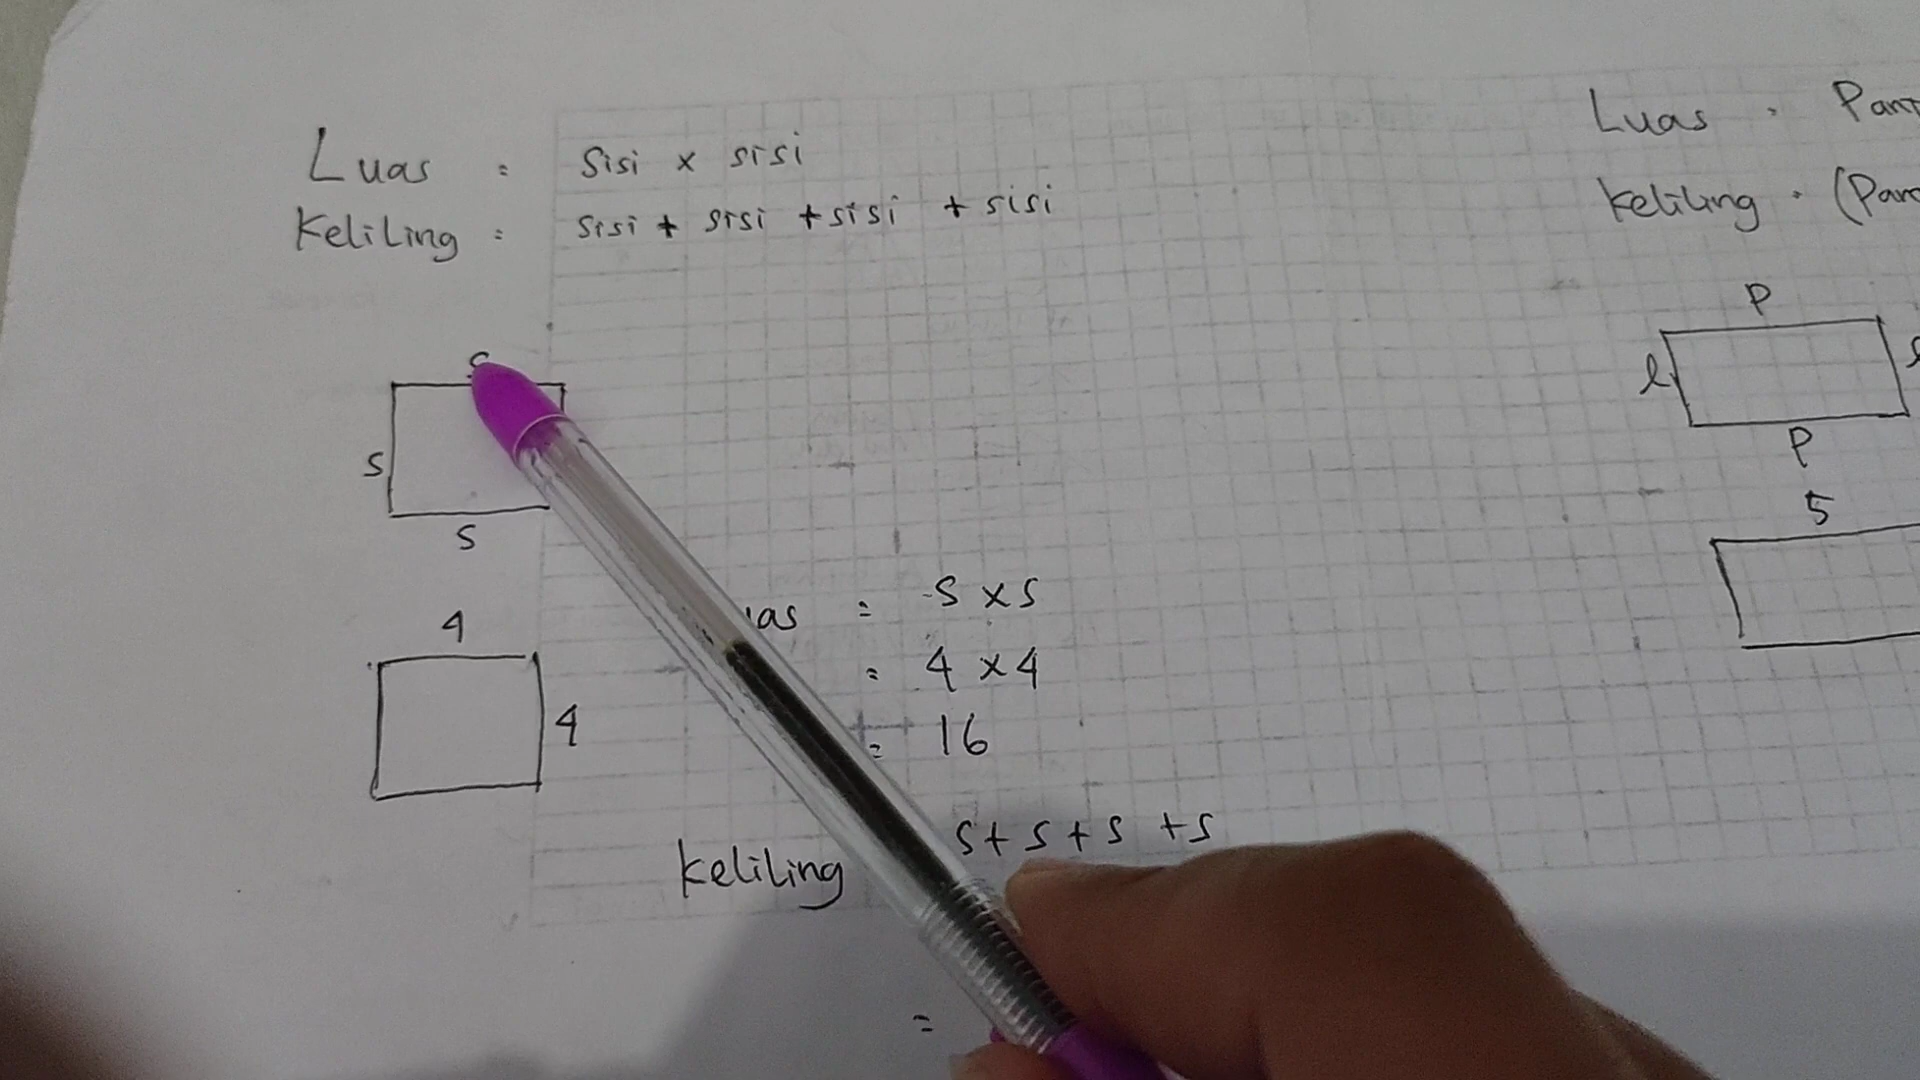 Luas = Sisi x sisi
Keliling = sisi + sisi + sisi + sisi
s
s
4
4
= s x s
= 4 x 4
= 16
Keliling s + s + s + s
=
Luas =
Keliling = (
P
l
P
5